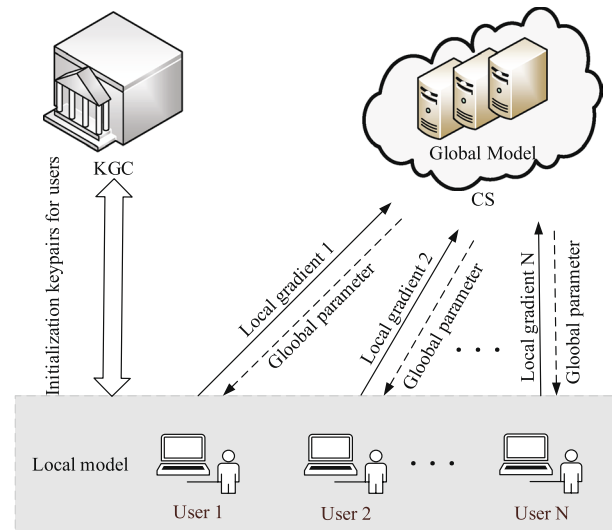 KGC
Global Model
CS
Initialization keypairs for users
Local gradient 1
Gloobal parameter
Local gradient 2
Gloobal parameter
. . .
Local gradient N
Gloobal parameter
Local model
. . .
User 1
User 2
User N